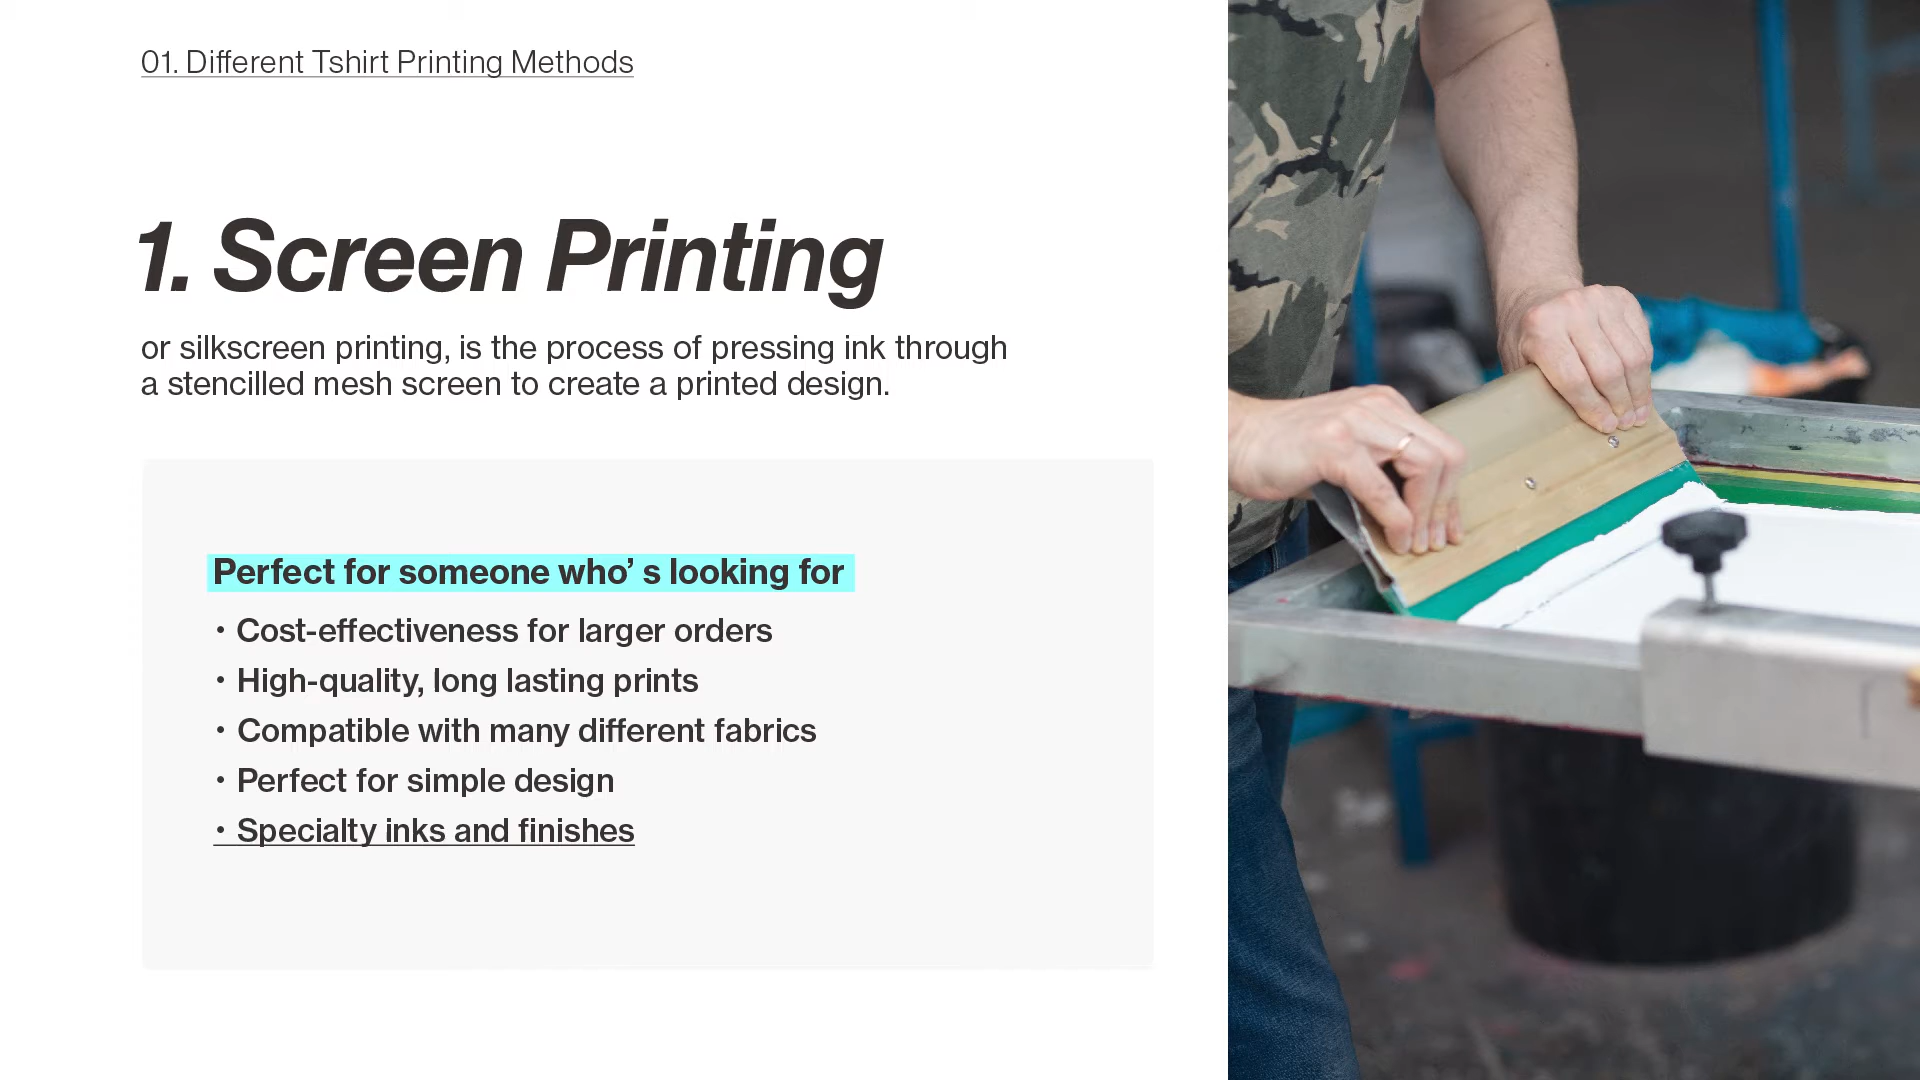 01. Different Tshirt Printing Methods
1. Screen Printing
or silkscreen printing, is the process of pressing ink through
a stencilled mesh screen to create a printed design.
Perfect for someone who’ s looking for
• Cost-effectiveness for larger orders
• High-quality, long lasting prints
• Compatible with many different fabrics
• Perfect for simple design
• Specialty inks and finishes